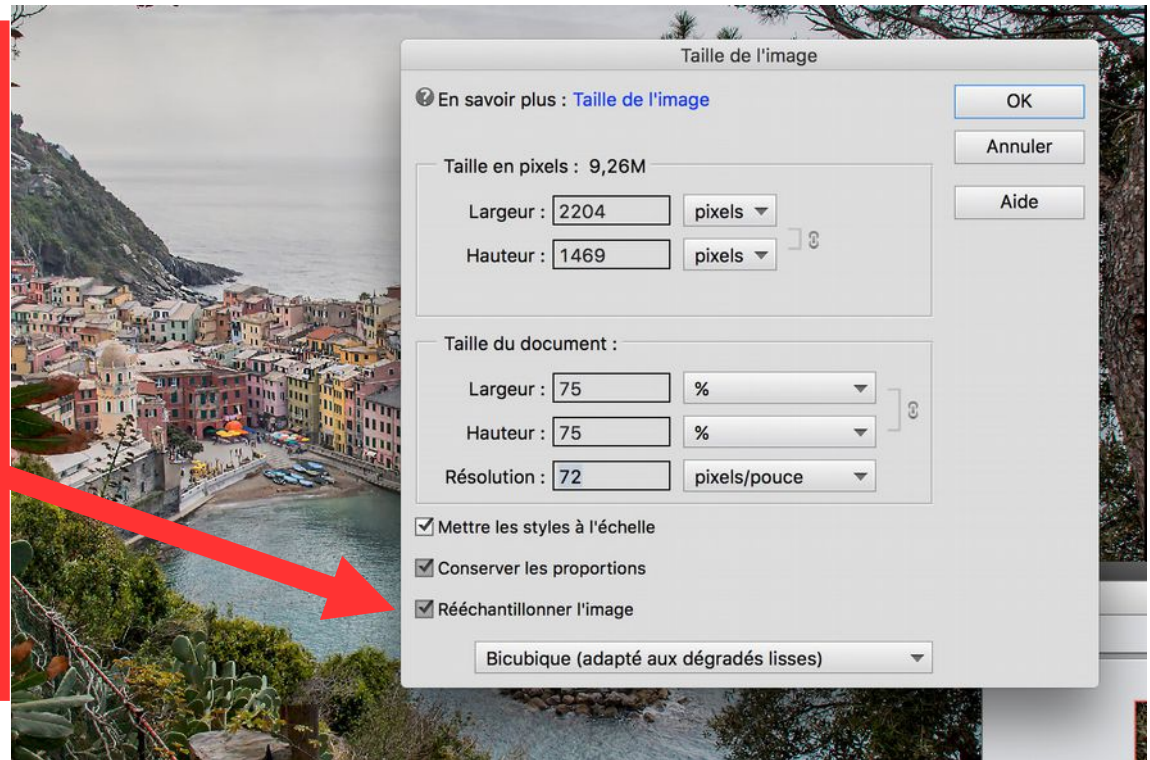 Taille de l'image
En savoir plus : Taille de l'image
OK
Annuler
Aide
Taille en pixels : 9,26M
Largeur : 2204 pixels
Hauteur : 1469 pixels
Taille du document :
Largeur : 75 %
Hauteur : 75 %
Résolution : 72 pixels/pouce
Mettre les styles à l'échelle
Conserver les proportions
Rééchantillonner l'image
Bicubique (adapté aux dégradés lisses)